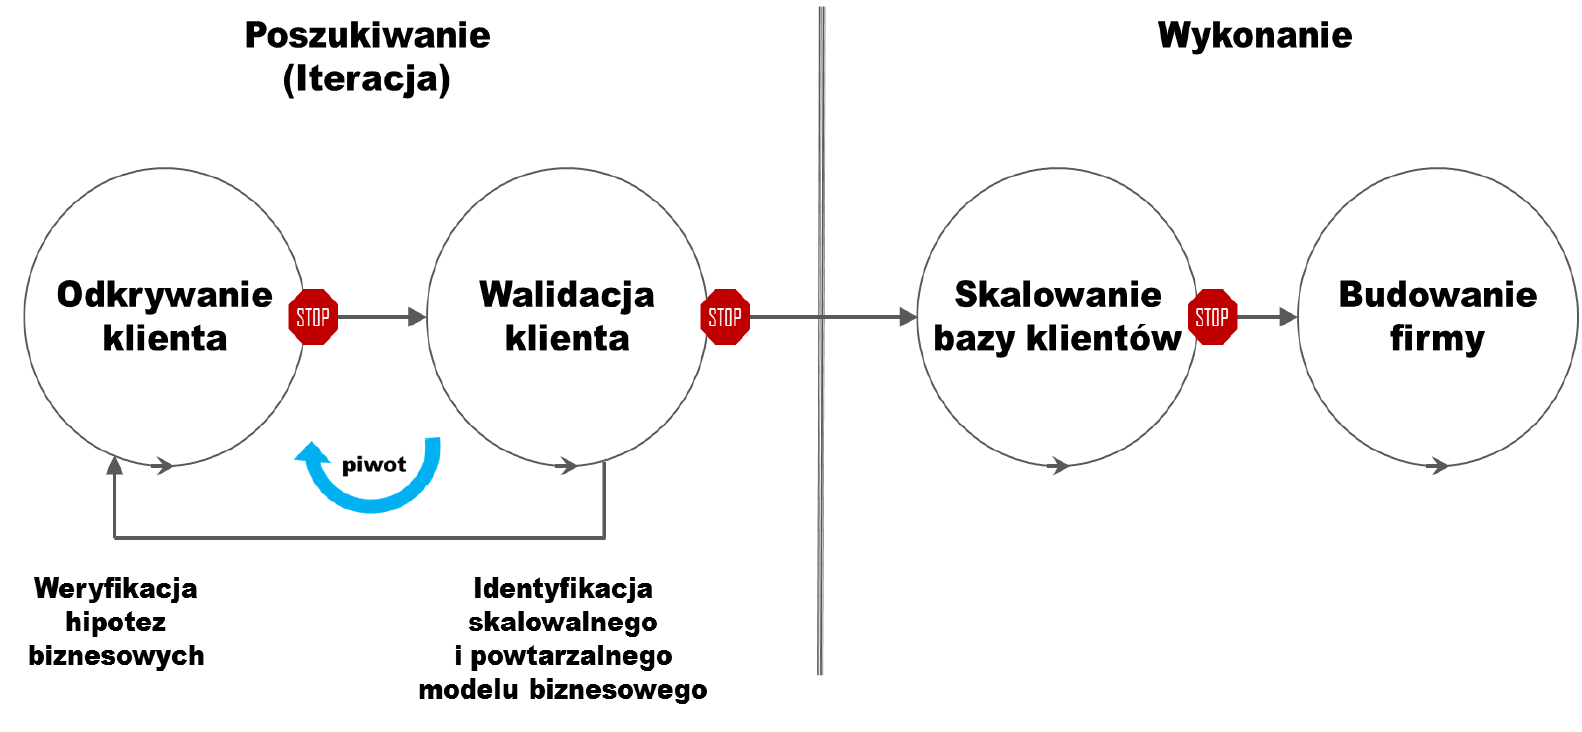 Poszukiwanie
(Iteracja)
Wykonanie
Odkrywanie
klienta
STOP
Walidacja
klienta
STOP
Skalowanie
bazy klientów
STOP
Budowanie
firmy
piwot
Weryfikacja
hipotez
biznesowych
Identyfikacja
skalowalnego
i powtarzalnego
modelu biznesowego